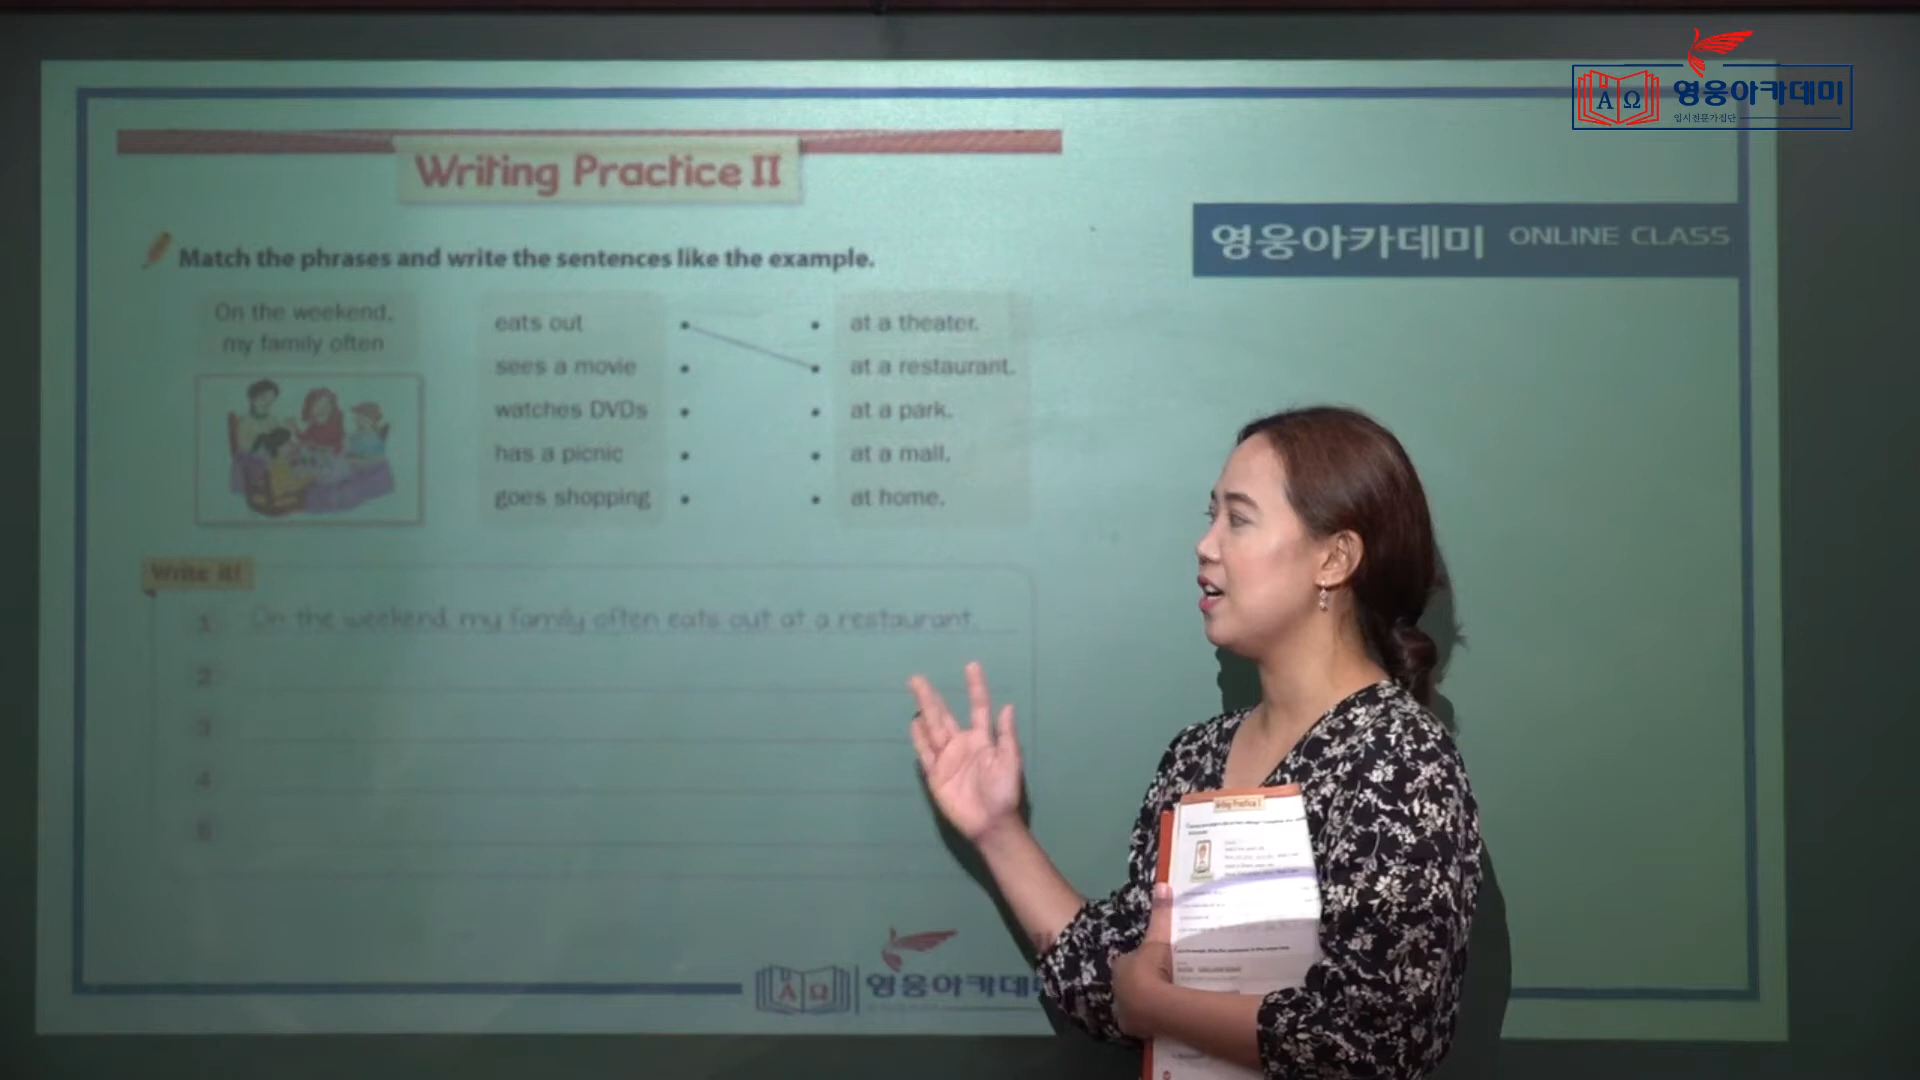 영웅아카데미
입시전문가집단
Writing Practice II
영웅아카데미 ONLINE CLASS
Match the phrases and write the sentences like the example.
On the weekend,
my family often
eats out
sees a movie
watches DVDs
has a picnic
goes shopping
at a theater.
at a restaurant.
at a park.
at a mall.
at home.
Write it!
1 On the weekend, my family often eats out at a restaurant.
2
3
4
5
Writing Practice I
영웅아카데